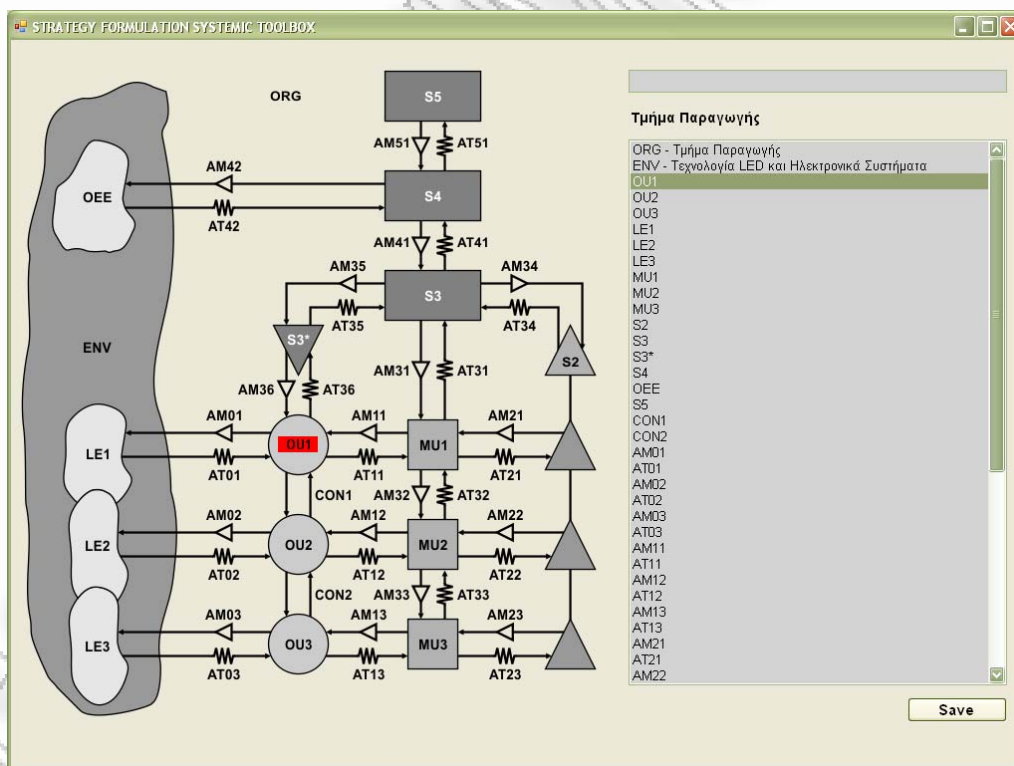 STRATEGY FORMULATION SYSTEMIC TOOLBOX
ORG
S5
AM51
AT51
AM42
OEE
S4
AT42
AM41
AT41
AM35
AM34
S3
AT35
AT34
S3*
ENV
S2
AM31
AT31
AM36
AT36
AM01
AM11
AM21
LE1
OU1
MU1
AT01
AT11
AT21
CON1
AM32
AT32
AM02
AM12
AM22
LE2
OU2
MU2
AT02
AT12
AT22
CON2
AM33
AT33
AM03
AM13
AM23
LE3
OU3
MU3
AT03
AT13
AT23
Τμήμα Παραγωγής
ORG - Τμήμα Παραγωγής
ENV - Τεχνολογία LED και Ηλεκτρονικά Συστήματα
OU1
OU2
OU3
LE1
LE2
LE3
MU1
MU2
MU3
S2
S3
S3*
S4
OEE
S5
CON1
CON2
AM01
AT01
AM02
AT02
AM03
AT03
AM11
AT11
AM12
AT12
AM13
AT13
AM21
AT21
AM22
Save